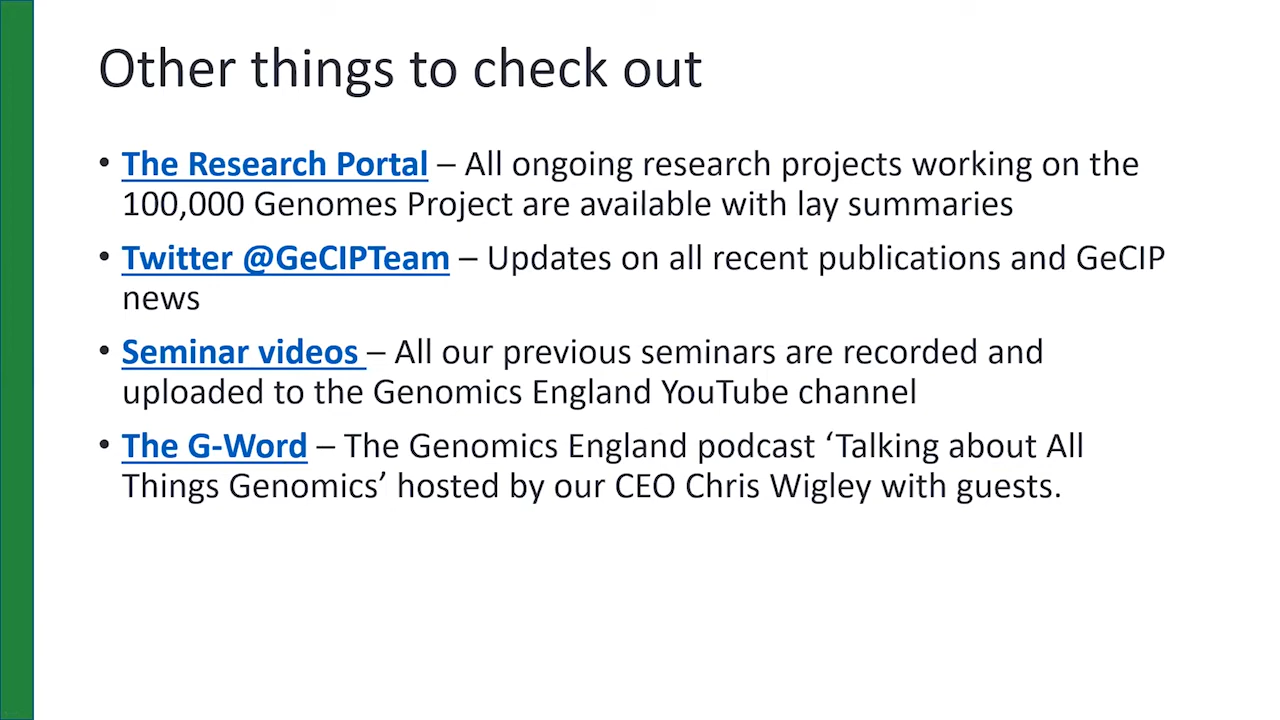 Other things to check out
• The Research Portal – All ongoing research projects working on the
100,000 Genomes Project are available with lay summaries
• Twitter @GeCIPTeam – Updates on all recent publications and GeCIP
news
• Seminar videos – All our previous seminars are recorded and
uploaded to the Genomics England YouTube channel
• The G-Word – The Genomics England podcast ‘Talking about All
Things Genomics’ hosted by our CEO Chris Wigley with guests.